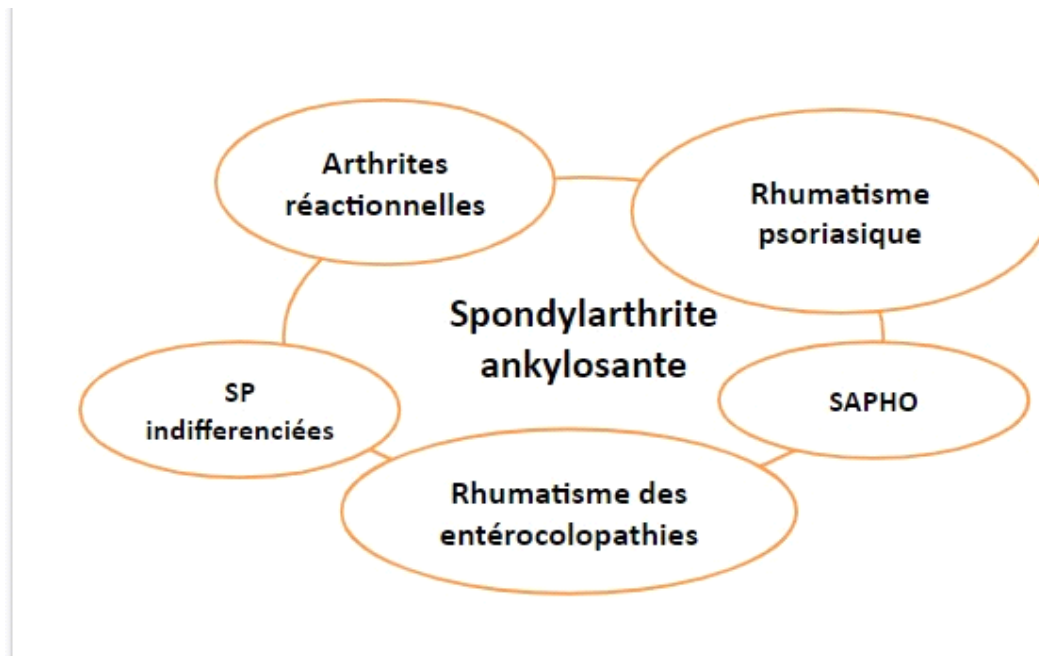 Arthrites
réactionnelles
Rhumatisme
psoriasique
Spondylarthrite
ankylosante
SP
indifferenciées
SAPHO
Rhumatisme des
entérocolopathies